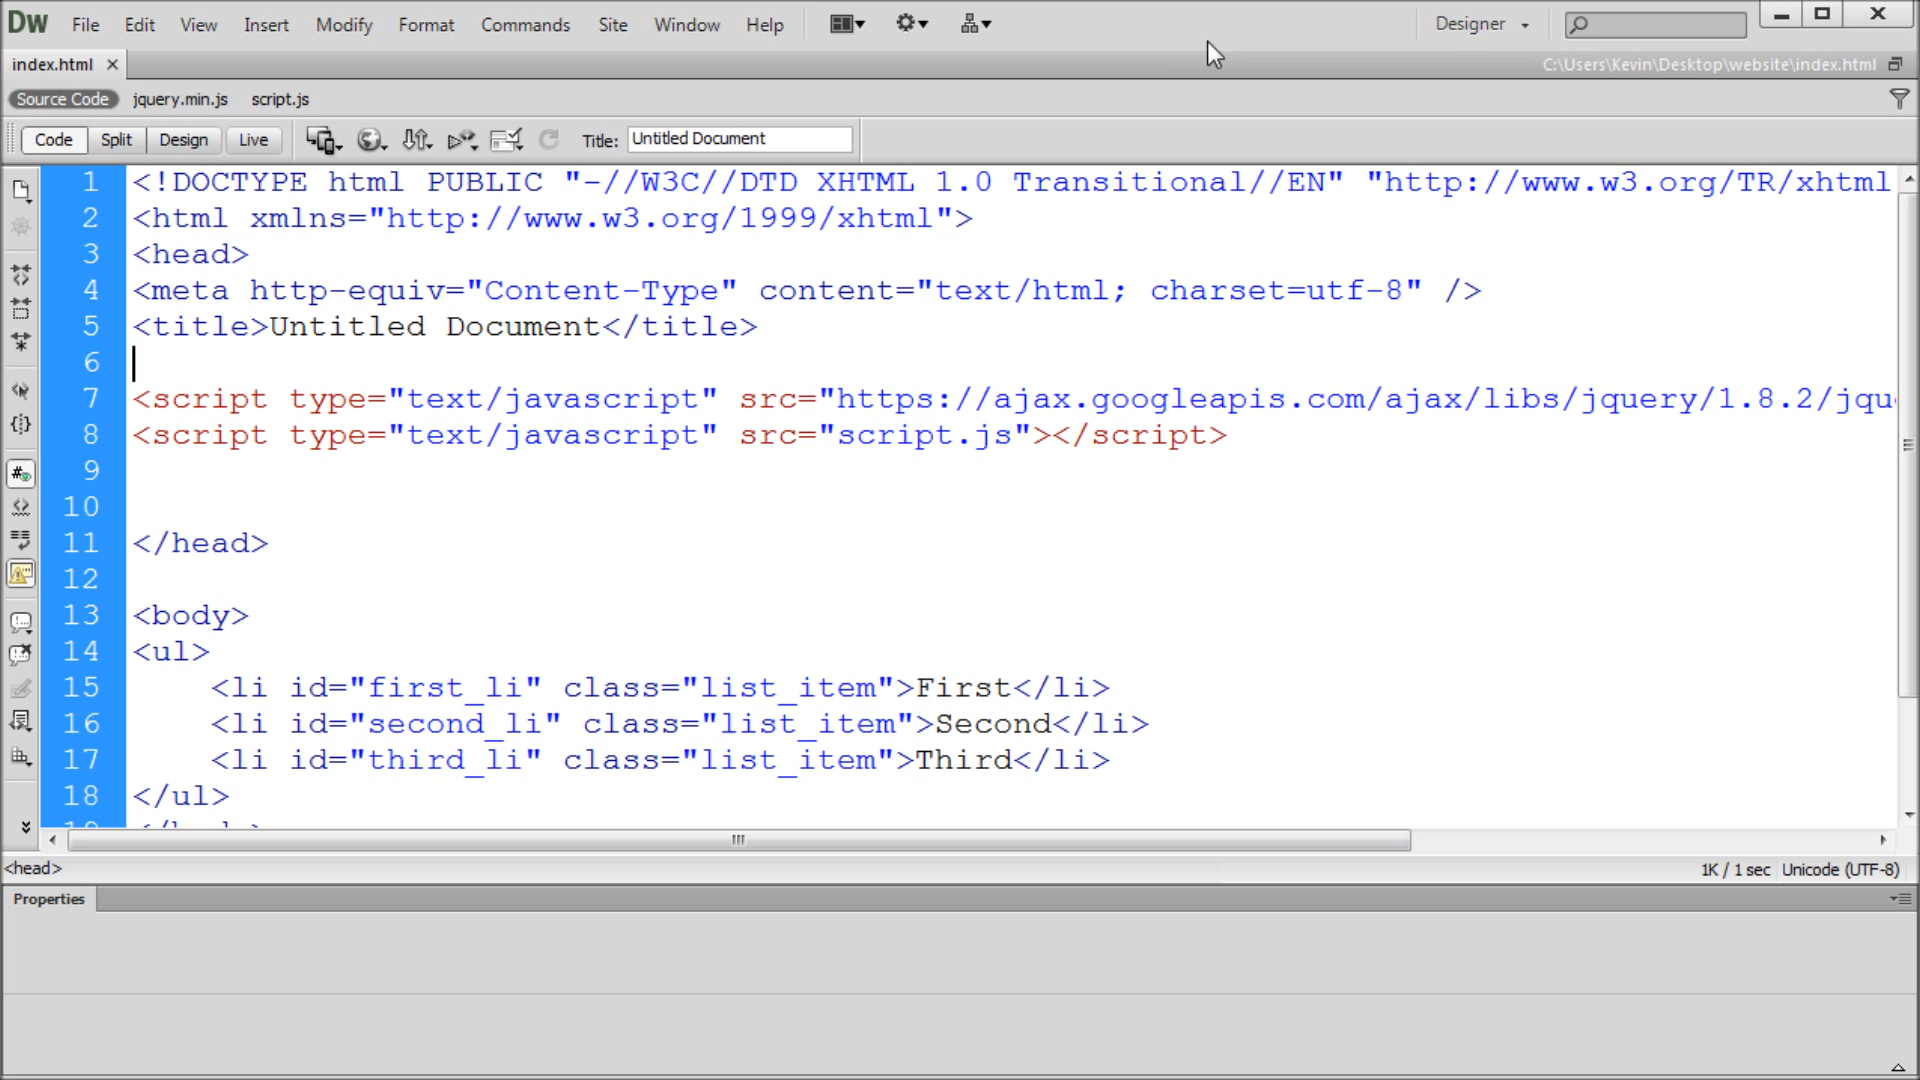 Dw File Edit View Insert Modify Format Commands Site Window Help Designer
index.html C:\Users\Kevin\Desktop\website\index.html
Source Code jquery.min.js script.js
Code Split Design Live Title: Untitled Document
1 <!DOCTYPE html PUBLIC "-//W3C//DTD XHTML 1.0 Transitional//EN" "http://www.w3.org/TR/xhtml
2 <html xmlns="http://www.w3.org/1999/xhtml">
3 <head>
4 <meta http-equiv="Content-Type" content="text/html; charset=utf-8" />
5 <title>Untitled Document</title>
6
7 <script type="text/javascript" src="https://ajax.googleapis.com/ajax/libs/jquery/1.8.2/jqu
8 <script type="text/javascript" src="script.js"></script>
9
10
11 </head>
12
13 <body>
14 <ul>
15 <li id="first_li" class="list_item">First</li>
16 <li id="second_li" class="list_item">Second</li>
17 <li id="third_li" class="list_item">Third</li>
18 </ul>
<head> 1K / 1 sec Unicode (UTF-8)
Properties